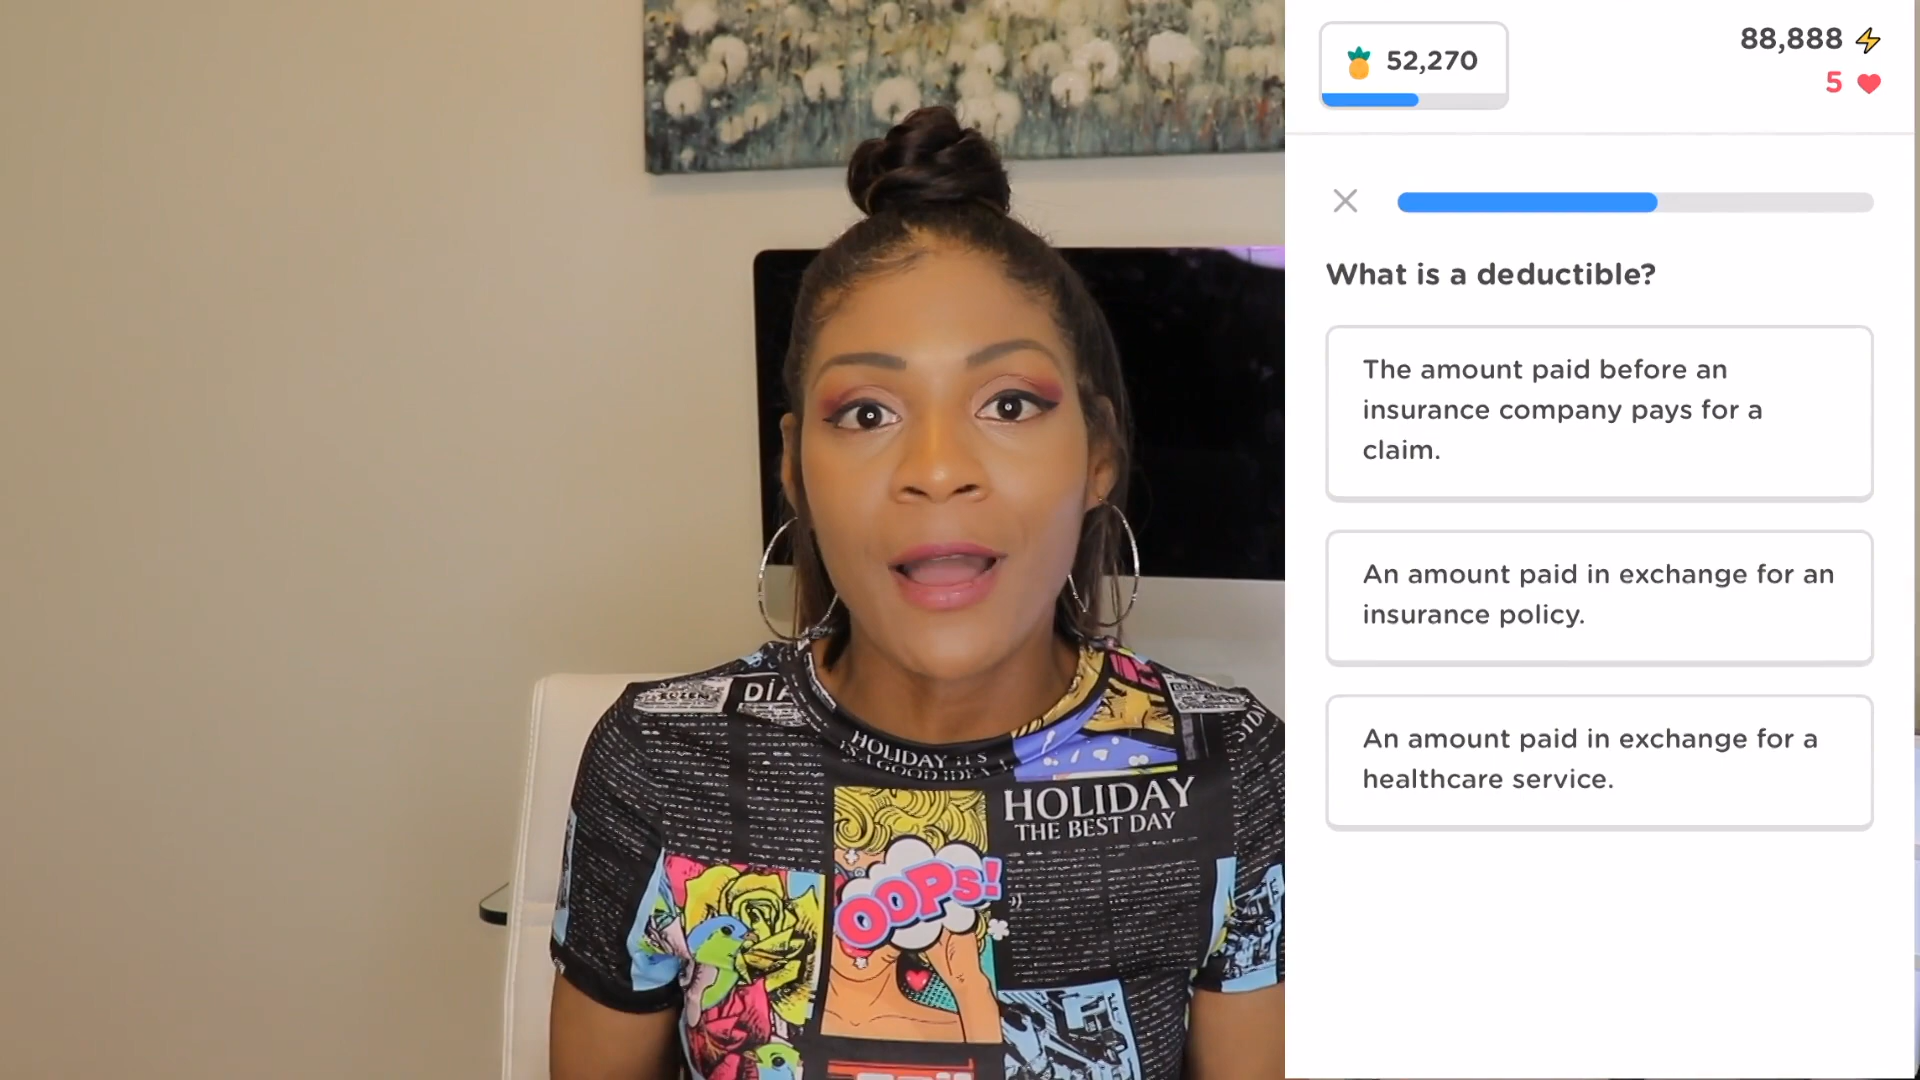 52,270
88,888
5
What is a deductible?
The amount paid before an
insurance company pays for a
claim.
An amount paid in exchange for an
insurance policy.
An amount paid in exchange for a
healthcare service.
HOLIDAY IT'S
HOLIDAY
THE BEST DAY
OOPS!